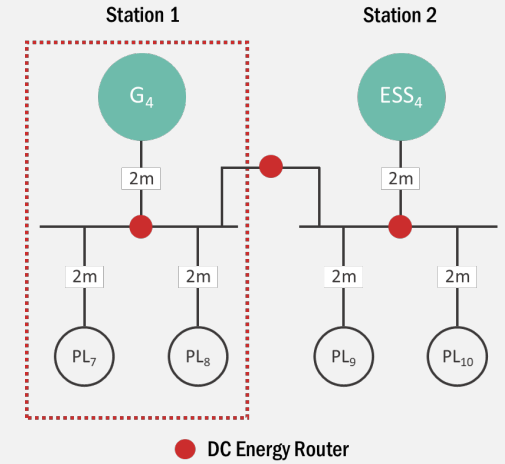 Station 1
Station 2
G4
ESS4
2m
2m
2m
2m
2m
2m
PL7
PL8
PL9
PL10
DC Energy Router